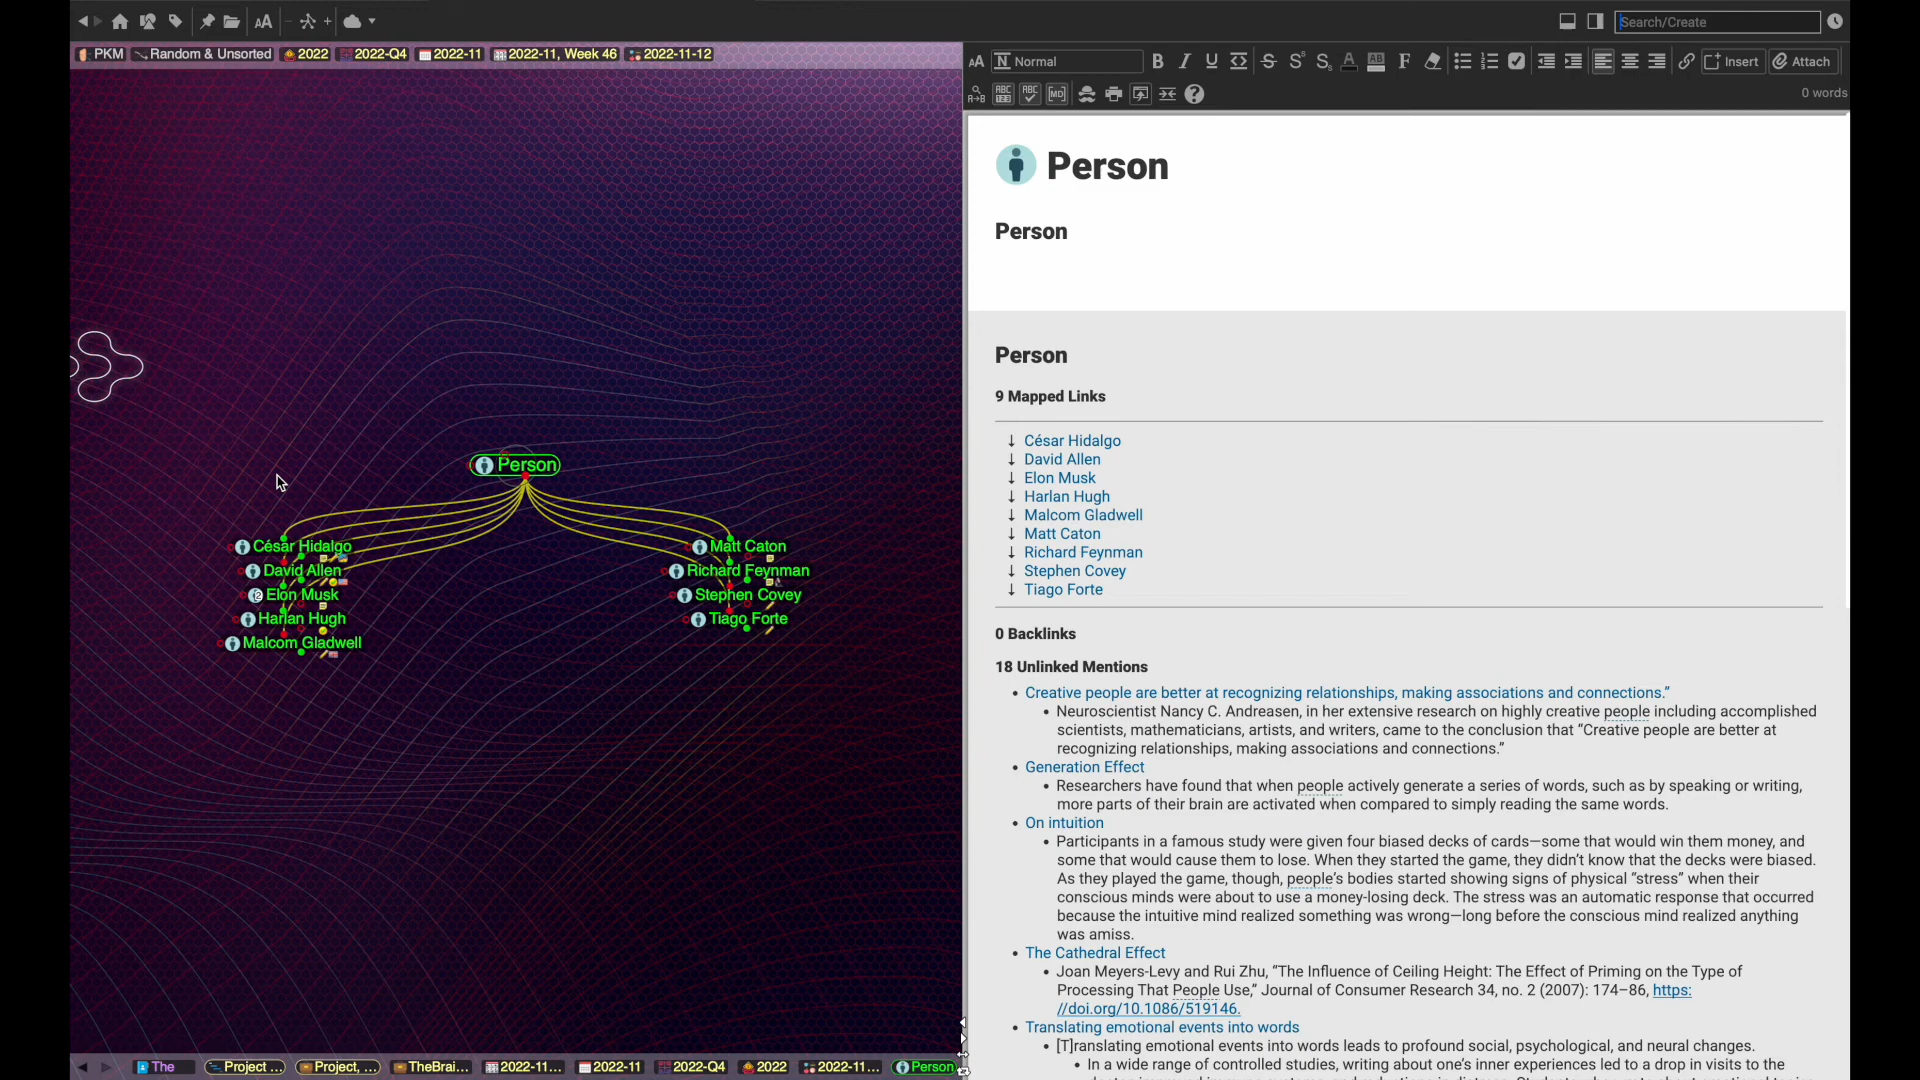 Search/Create
PKM
Random & Unsorted
2022
2022-Q4
2022-11
2022-11, Week 46
2022-11-12
Normal
Insert
Attach
0 words
Person
Person
Person
9 Mapped Links
↓ César Hidalgo
↓ David Allen
↓ Elon Musk
↓ Harlan Hugh
↓ Malcom Gladwell
↓ Matt Caton
↓ Richard Feynman
↓ Stephen Covey
↓ Tiago Forte
0 Backlinks
18 Unlinked Mentions
• Creative people are better at recognizing relationships, making associations and connections.”
• Neuroscientist Nancy C. Andreasen, in her extensive research on highly creative people including accomplished
scientists, mathematicians, artists, and writers, came to the conclusion that “Creative people are better at
recognizing relationships, making associations and connections.”
• Generation Effect
• Researchers have found that when people actively generate a series of words, such as by speaking or writing,
more parts of their brain are activated when compared to simply reading the same words.
• On intuition
• Participants in a famous study were given four biased decks of cards—some that would win them money, and
some that would cause them to lose. When they started the game, they didn’t know that the decks were biased.
As they played the game, though, people’s bodies started showing signs of physical “stress” when their
conscious minds were about to use a money-losing deck. The stress was an automatic response that occurred
because the intuitive mind realized something was wrong—long before the conscious mind realized anything
was amiss.
• The Cathedral Effect
• Joan Meyers-Levy and Rui Zhu, “The Influence of Ceiling Height: The Effect of Priming on the Type of
Processing That People Use,” Journal of Consumer Research 34, no. 2 (2007): 174–86, https:
//doi.org/10.1086/519146.
• Translating emotional events into words
• [T]ranslating emotional events into words leads to profound social, psychological, and neural changes.
• In a wide range of controlled studies, writing about one’s inner experiences led to a drop in visits to the
Person
César Hidalgo
David Allen
Elon Musk
Harlan Hugh
Malcom Gladwell
Matt Caton
Richard Feynman
Stephen Covey
Tiago Forte
The
Project ...
Project, ...
TheBrai...
2022-11...
2022-11
2022-Q4
2022
2022-11...
Person